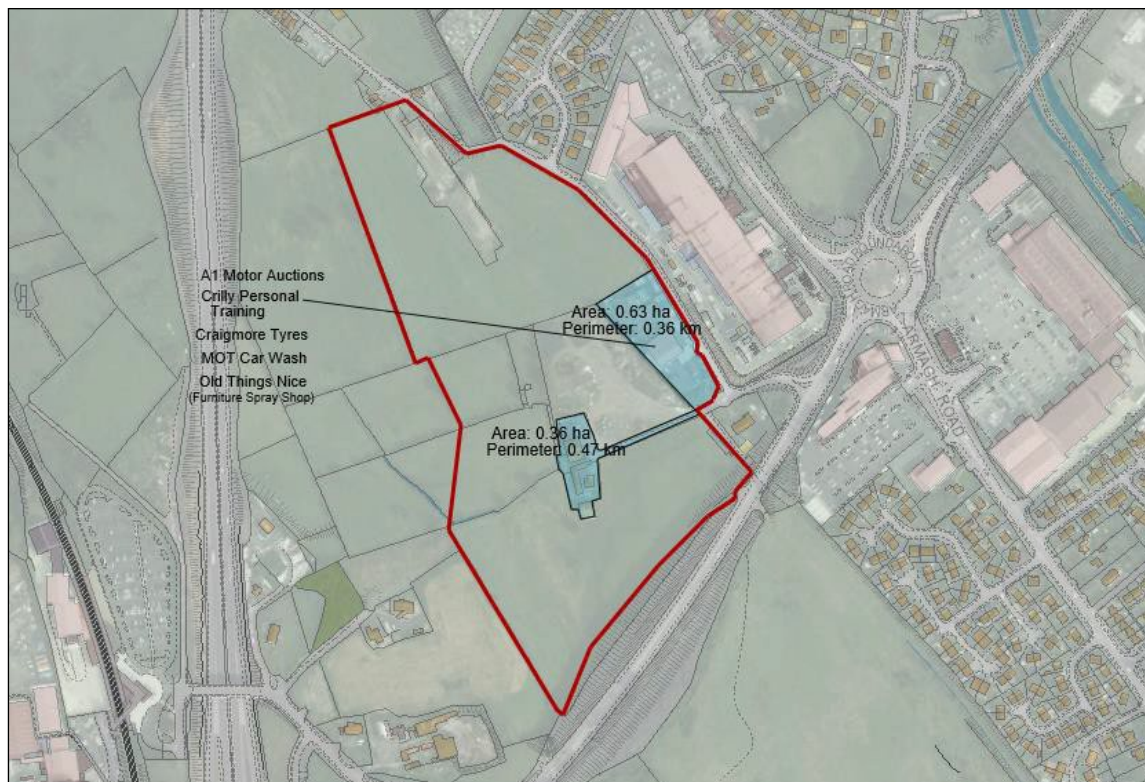 A1 Motor Auctions
Crilly Personal
Training
Craigmore Tyres
MOT Car Wash
Old Things Nice
(Furniture Spray Shop)
Area: 0.63 ha
Perimeter: 0.36 km
Area: 0.36 ha
Perimeter: 0.47 km
ARMAGH ROAD